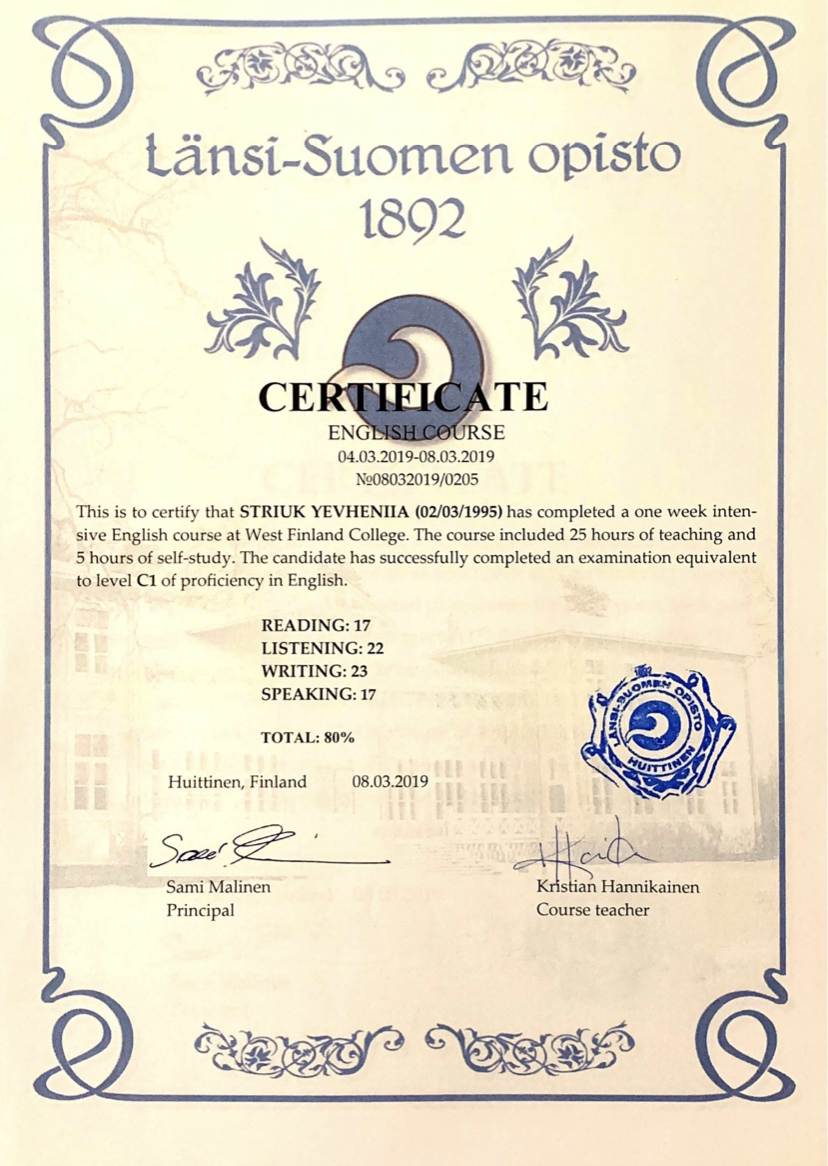 Länsi-Suomen opisto
1892
CERTIFICATE
ENGLISH COURSE
04.03.2019-08.03.2019
№08032019/0205
This is to certify that STRIUK YEVHENIIA (02/03/1995) has completed a one week inten-
sive English course at West Finland College. The course included 25 hours of teaching and
5 hours of self-study. The candidate has successfully completed an examination equivalent
to level C1 of proficiency in English.
READING: 17
LISTENING: 22
WRITING: 23
SPEAKING: 17
TOTAL: 80%
LÄNSI-SUOMEN OPISTO
HUITTINEN
Huittinen, Finland 08.03.2019
Sami Malinen
Principal
Kristian Hannikainen
Course teacher